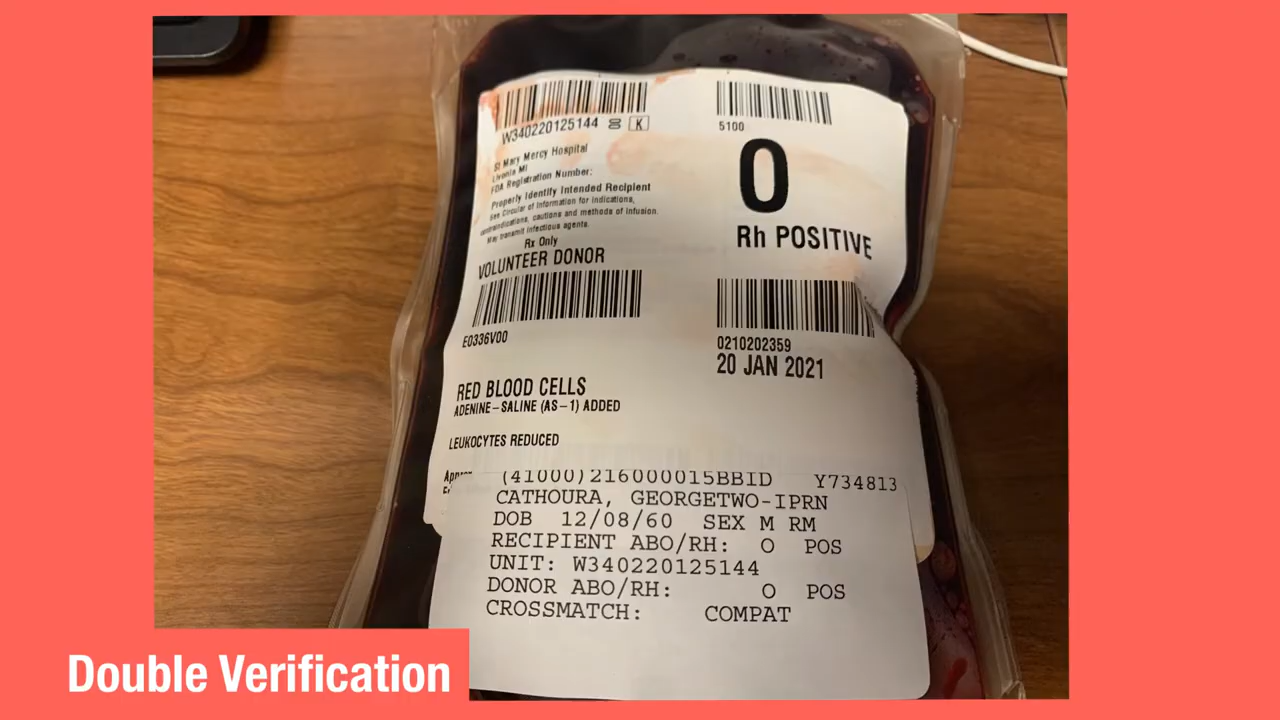 W340220125144
K
St Mary Mercy Hospital
Livonia MI
FDA Registration Number:
Properly Identify Intended Recipient
See Circular of Information for indications,
contraindications, cautions and methods of infusion.
May transmit infectious agents.
Rx Only
VOLUNTEER DONOR
5100
O
Rh POSITIVE
E0336V00
0210202359
20 JAN 2021
RED BLOOD CELLS
ADENINE-SALINE (AS-1) ADDED
LEUKOCYTES REDUCED
(41000)216000015BBID Y734813
CATHOURA, GEORGETWO-IPRN
DOB 12/08/60 SEX M RM
RECIPIENT ABO/RH: O POS
UNIT: W340220125144
DONOR ABO/RH: O POS
CROSSMATCH: COMPAT
Double Verification